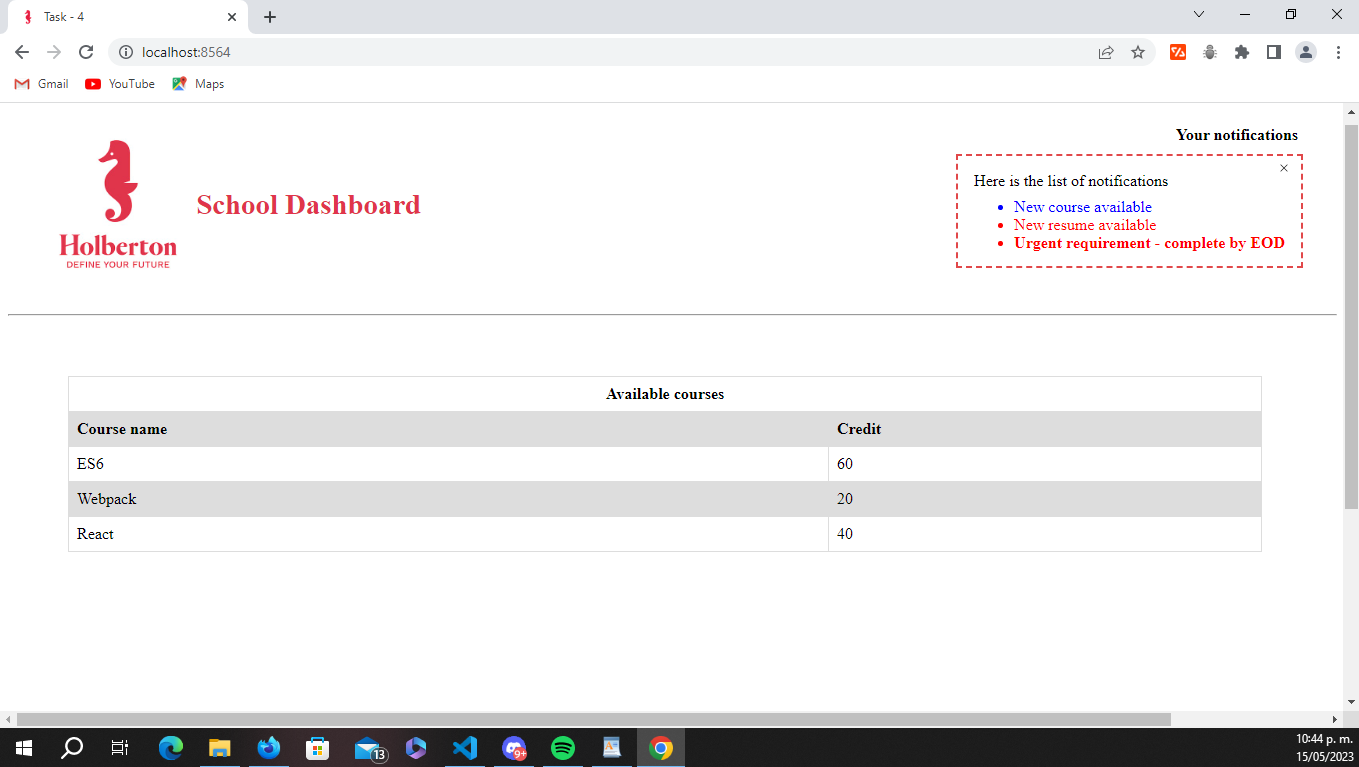 Task - 4
localhost:8564
Gmail YouTube Maps
Your notifications
Here is the list of notifications
New course available
New resume available
Urgent requirement - complete by EOD
School Dashboard
Holberton
DEFINE YOUR FUTURE
Available courses
Course name Credit
ES6 60
Webpack 20
React 40
13 9+
10:44 p. m.
15/05/2023